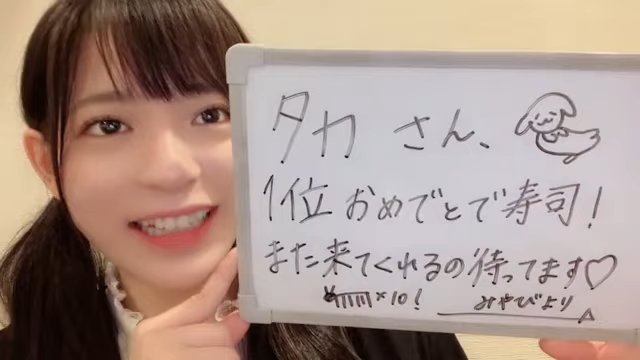 タカさん、
1位おめでとで寿司！
また来てくれるの待ってます♡
×10！
みやびより